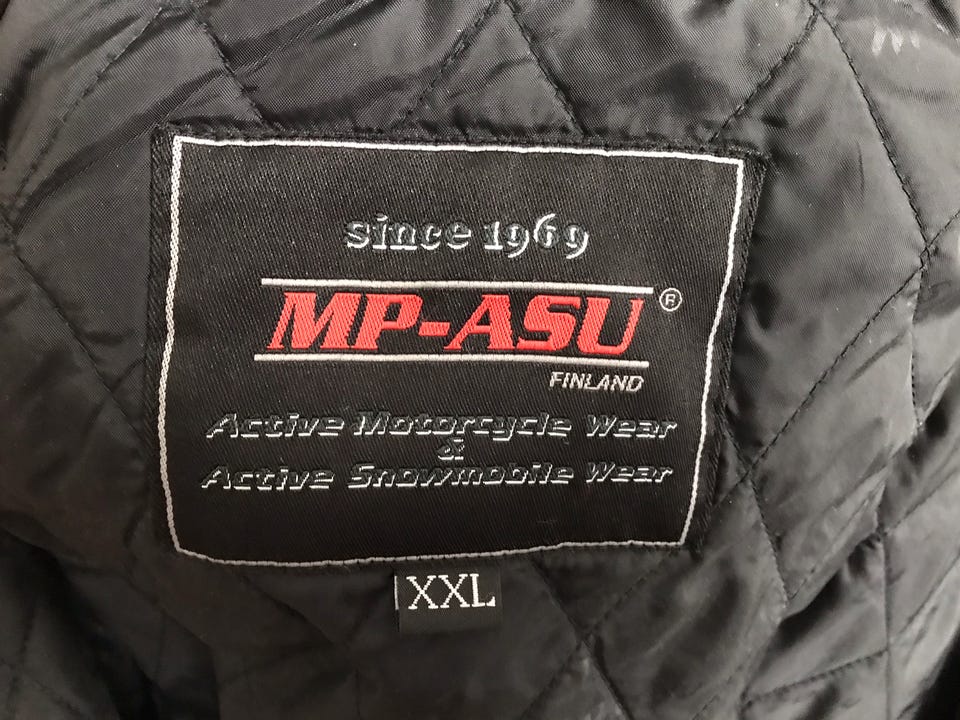 since 1969
MP-ASU®
FINLAND
Active Motorcycle Wear
&
Active Snowmobile Wear
XXL